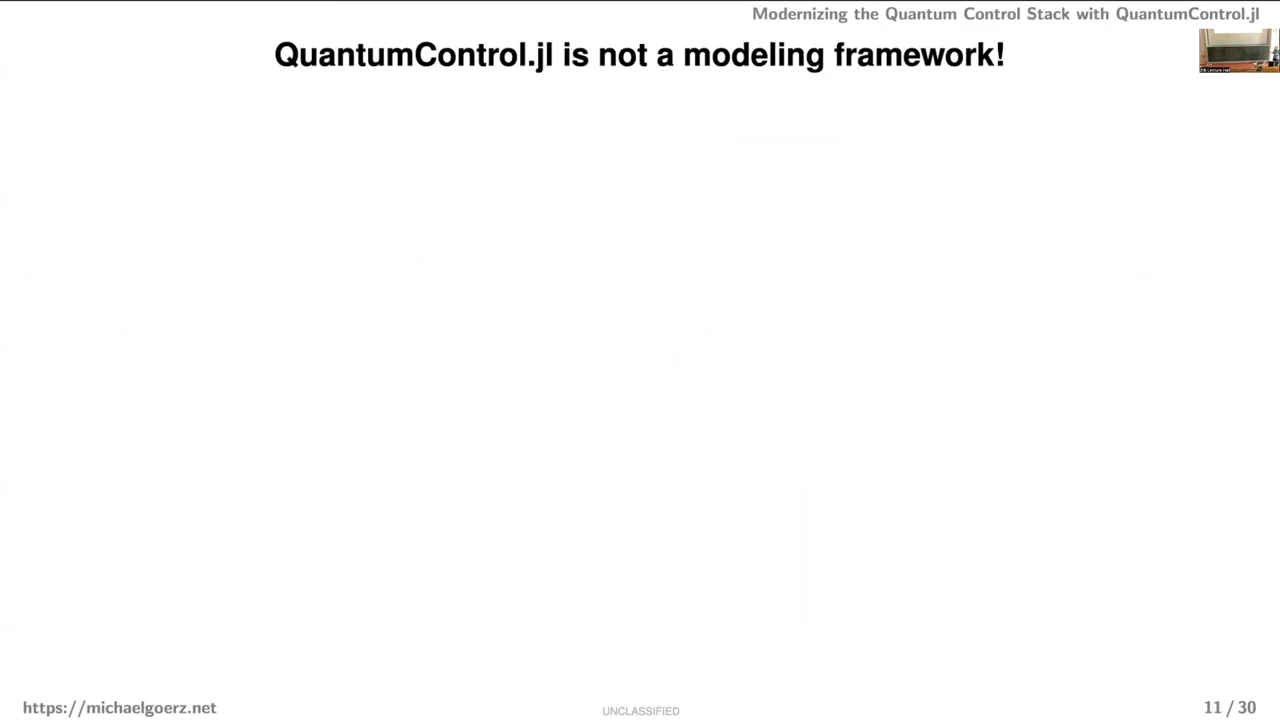 Modernizing the Quantum Control Stack with QuantumControl.jl
QuantumControl.jl is not a modeling framework!
https://michaelgoerz.net
UNCLASSIFIED
11 / 30